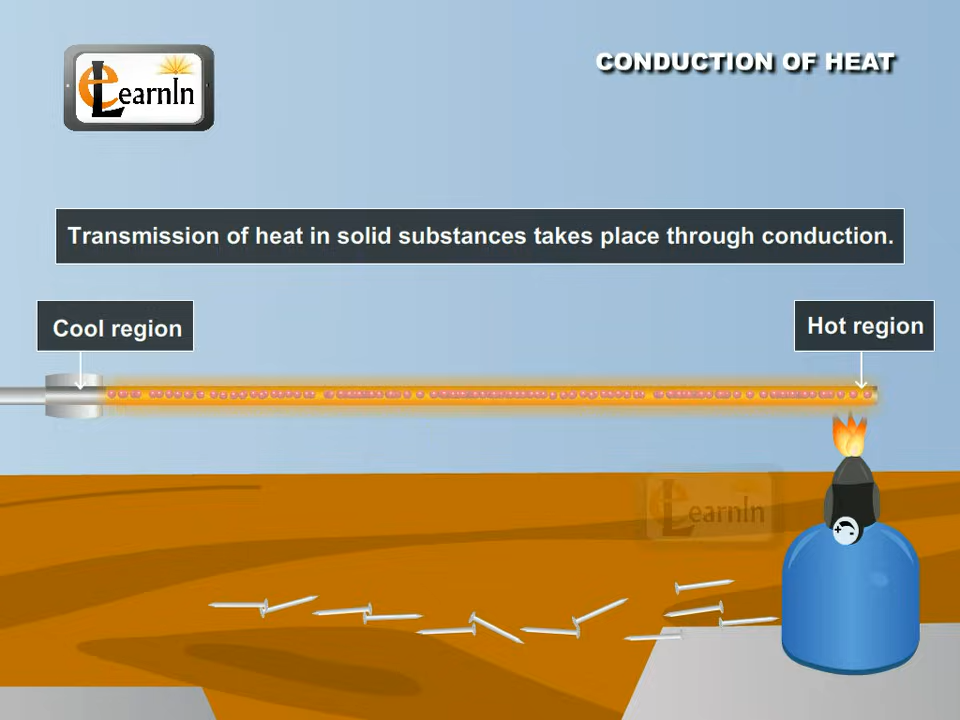 eLearnIn
CONDUCTION OF HEAT
Transmission of heat in solid substances takes place through conduction.
Cool region
Hot region
eLearnIn